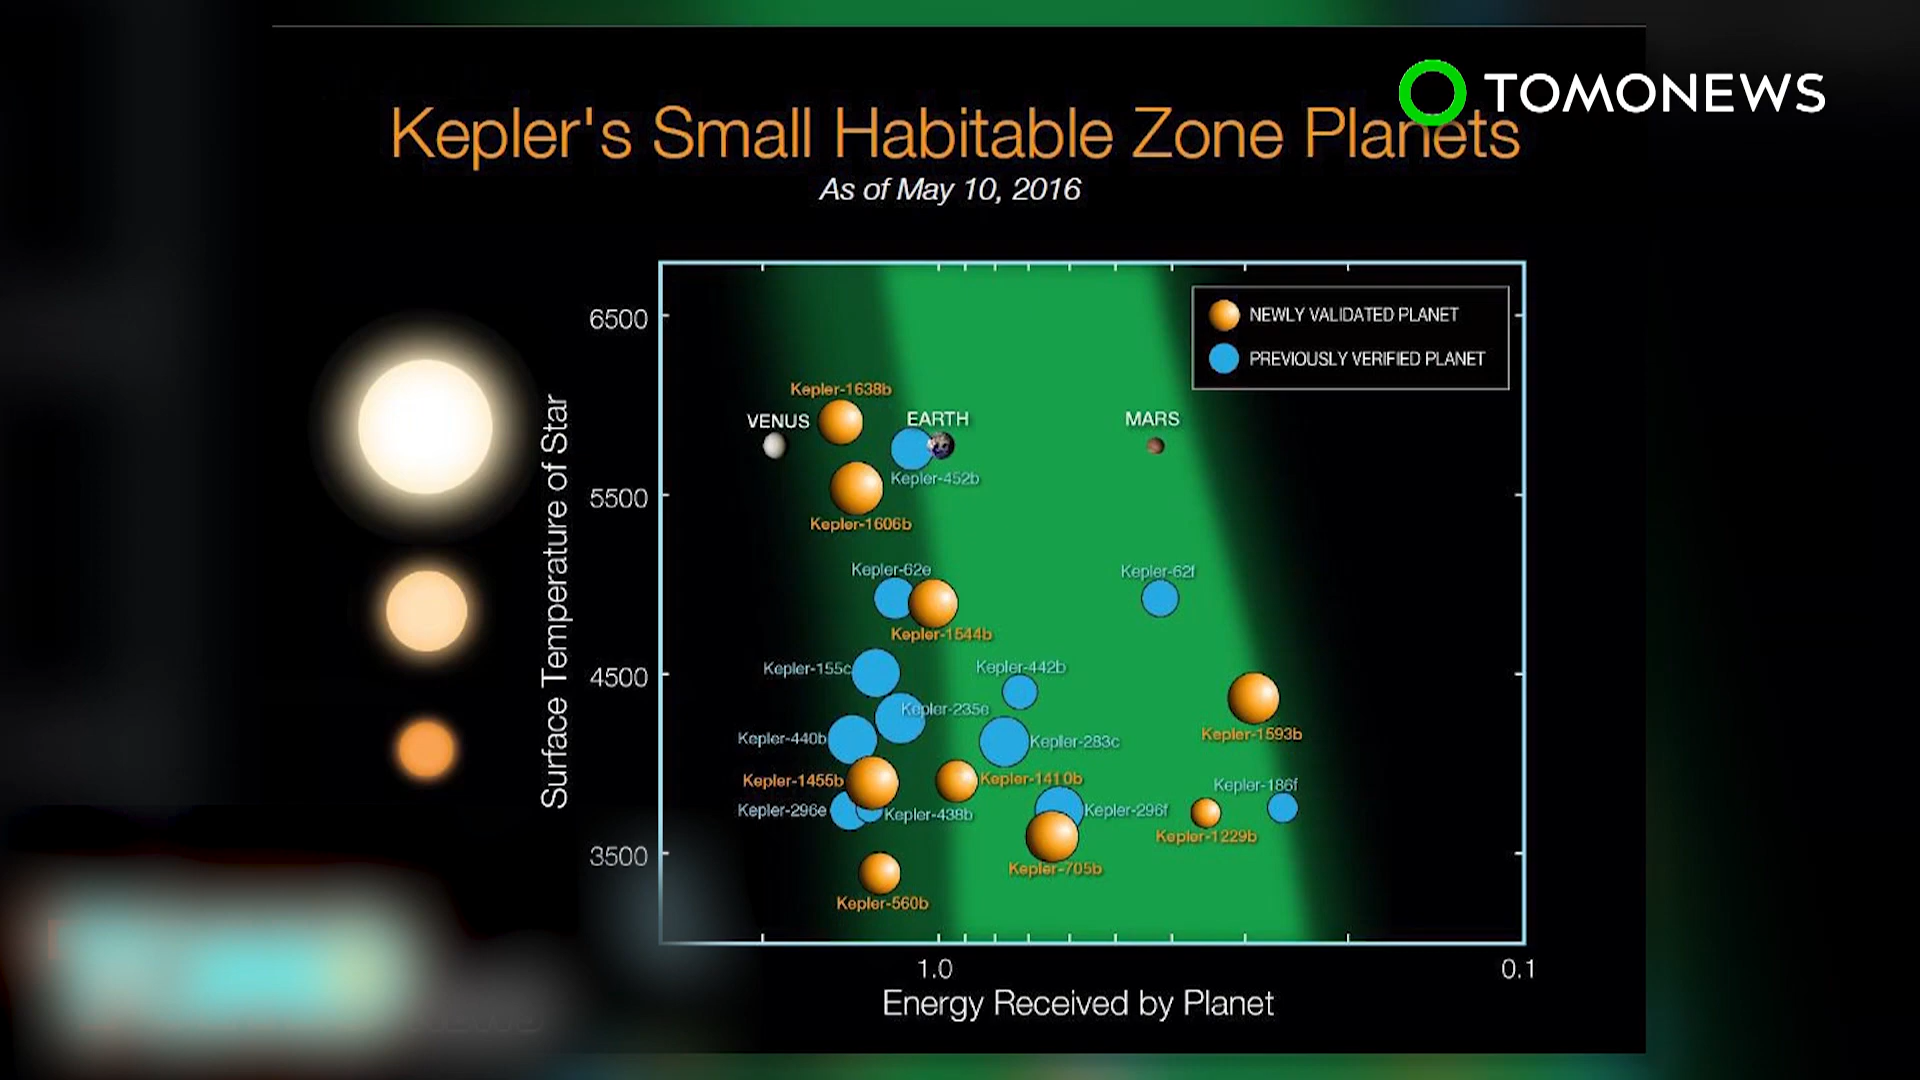 TOMONEWS
Kepler's Small Habitable Zone Planets
As of May 10, 2016
NEWLY VALIDATED PLANET
PREVIOUSLY VERIFIED PLANET
Surface Temperature of Star
6500
5500
4500
3500
Kepler-1638b
VENUS
EARTH
MARS
Kepler-452b
Kepler-1606b
Kepler-62e
Kepler-62f
Kepler-1544b
Kepler-155c
Kepler-442b
Kepler-235e
Kepler-1593b
Kepler-440b
Kepler-283c
Kepler-1455b
Kepler-1410b
Kepler-186f
Kepler-296e
Kepler-438b
Kepler-296f
Kepler-1229b
Kepler-705b
Kepler-560b
1.0
0.1
Energy Received by Planet